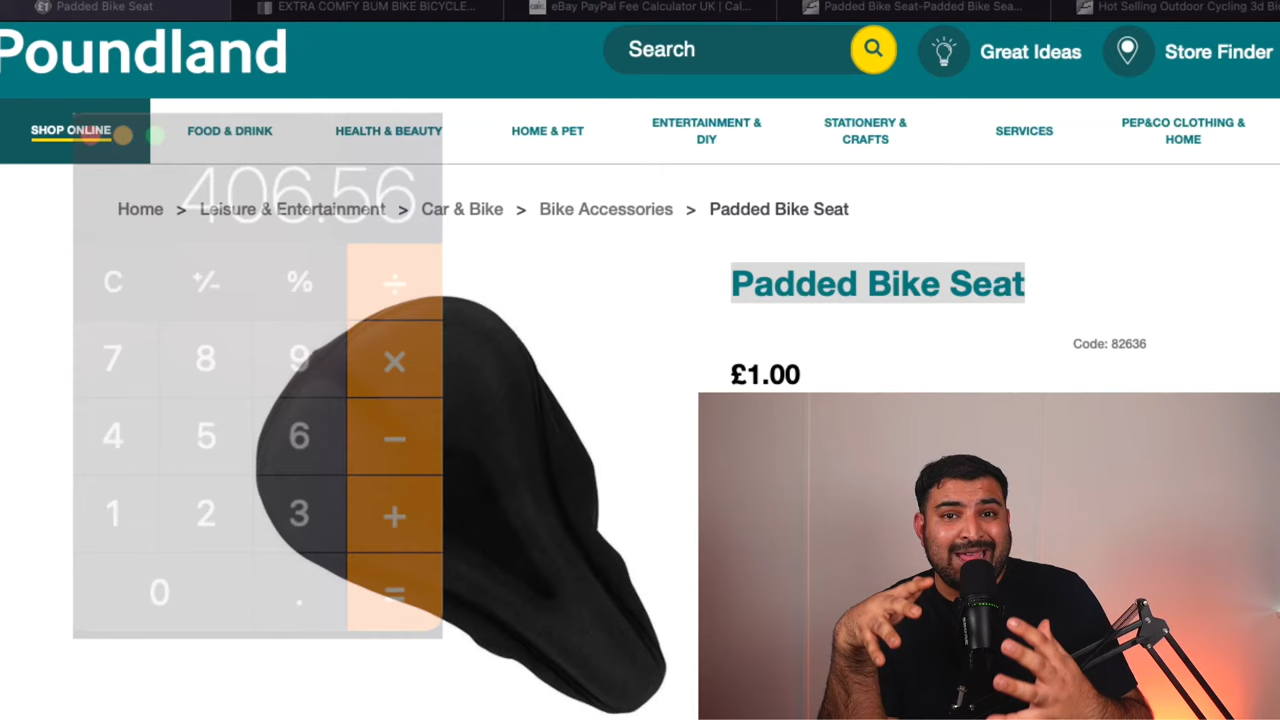 Padded Bike Seat
EXTRA COMFY BUM BIKE BICYCLE...
calc.
eBay PayPal Fee Calculator UK | Cal...
Padded Bike Seat-Padded Bike Sea...
Hot Selling Outdoor Cycling 3d Bi
Poundland
Search
Great Ideas
Store Finder
SHOP ONLINE
FOOD & DRINK
HEALTH & BEAUTY
HOME & PET
ENTERTAINMENT &
DIY
STATIONERY &
CRAFTS
SERVICES
PEP&CO CLOTHING &
HOME
406.56
Home > Leisure & Entertainment > Car & Bike > Bike Accessories > Padded Bike Seat
C +/- % ÷
7 8 9 ×
4 5 6 −
1 2 3 +
0 . =
Padded Bike Seat
Code: 82636
£1.00